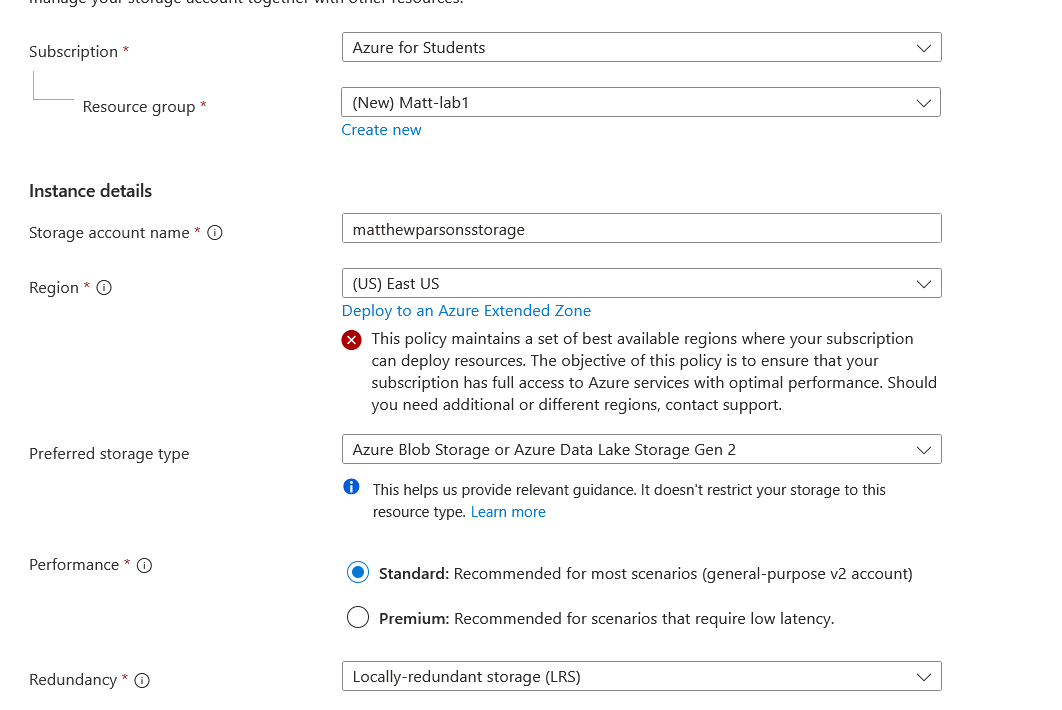 manage your storage account together with other resources.
Subscription *
Azure for Students
Resource group *
(New) Matt-lab1
Create new
Instance details
Storage account name *
matthewparsonsstorage
Region *
(US) East US
Deploy to an Azure Extended Zone
This policy maintains a set of best available regions where your subscription
can deploy resources. The objective of this policy is to ensure that your
subscription has full access to Azure services with optimal performance. Should
you need additional or different regions, contact support.
Preferred storage type
Azure Blob Storage or Azure Data Lake Storage Gen 2
This helps us provide relevant guidance. It doesn't restrict your storage to this
resource type. Learn more
Performance *
Standard: Recommended for most scenarios (general-purpose v2 account)
Premium: Recommended for scenarios that require low latency.
Redundancy *
Locally-redundant storage (LRS)